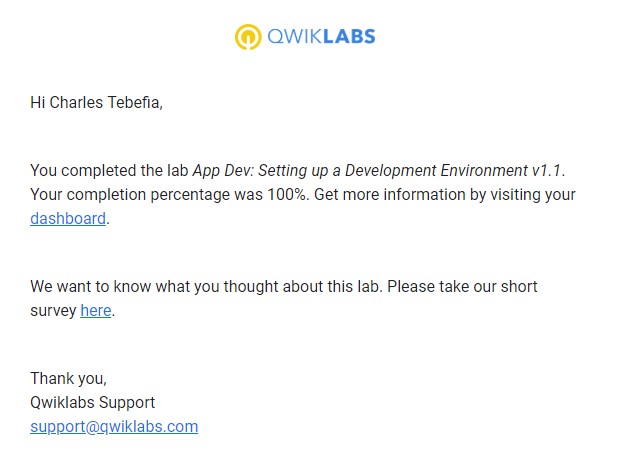 QWIKLABS
Hi Charles Tebefia,
You completed the lab App Dev: Setting up a Development Environment v1.1.
Your completion percentage was 100%. Get more information by visiting your
dashboard.
We want to know what you thought about this lab. Please take our short
survey here.
Thank you,
Qwiklabs Support
support@qwiklabs.com